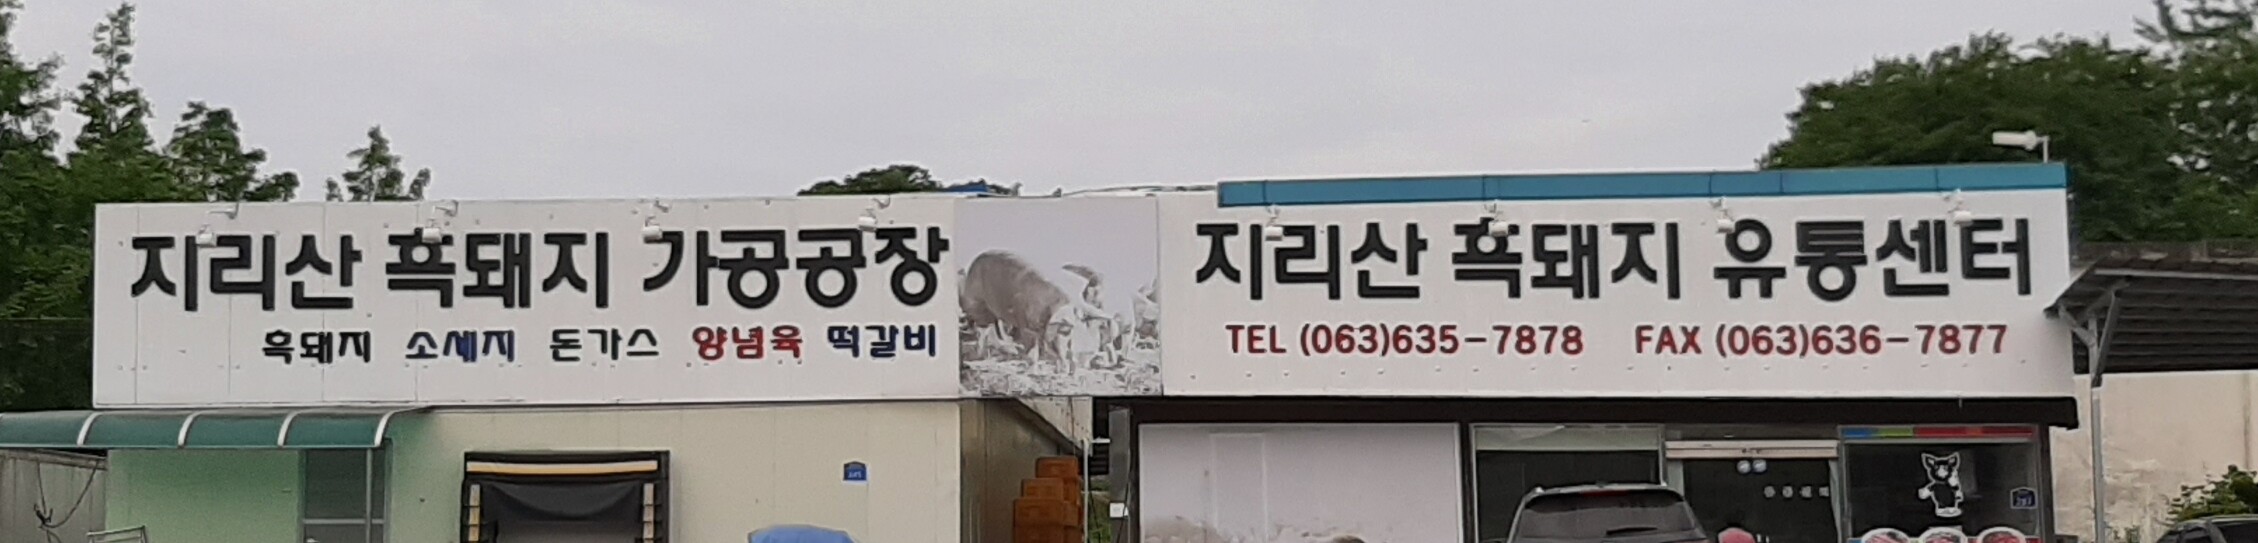 지리산 흑돼지 가공공장
흑돼지 소세지 돈가스 양념육 떡갈비
지리산 흑돼지 유통센터
TEL (063)635-7878 FAX (063)636-7877